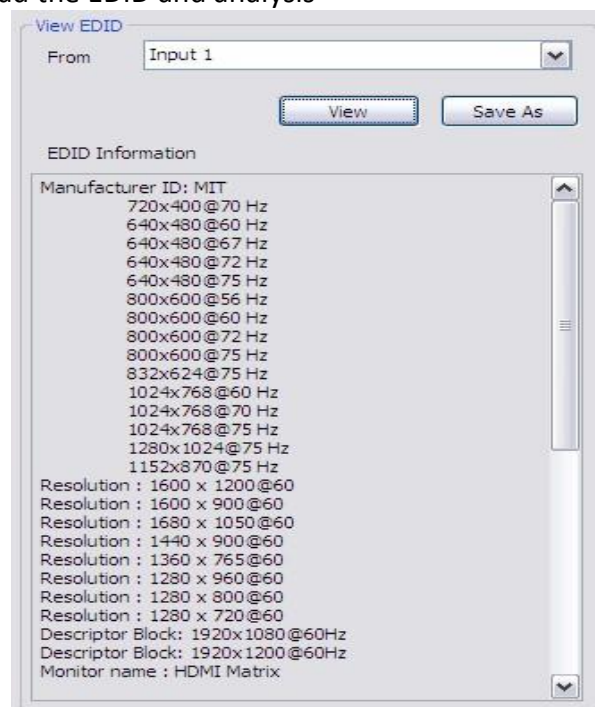 the EDID and analysis
View EDID
From Input 1
View Save As
EDID Information
Manufacturer ID: MIT
720x400@70 Hz
640x480@60 Hz
640x480@67 Hz
640x480@72 Hz
640x480@75 Hz
800x600@56 Hz
800x600@60 Hz
800x600@72 Hz
800x600@75 Hz
832x624@75 Hz
1024x768@60 Hz
1024x768@70 Hz
1024x768@75 Hz
1280x1024@75 Hz
1152x870@75 Hz
Resolution : 1600 x 1200@60
Resolution : 1600 x 900@60
Resolution : 1680 x 1050@60
Resolution : 1440 x 900@60
Resolution : 1360 x 765@60
Resolution : 1280 x 960@60
Resolution : 1280 x 800@60
Resolution : 1280 x 720@60
Descriptor Block: 1920x1080@60Hz
Descriptor Block: 1920x1200@60Hz
Monitor name : HDMI Matrix